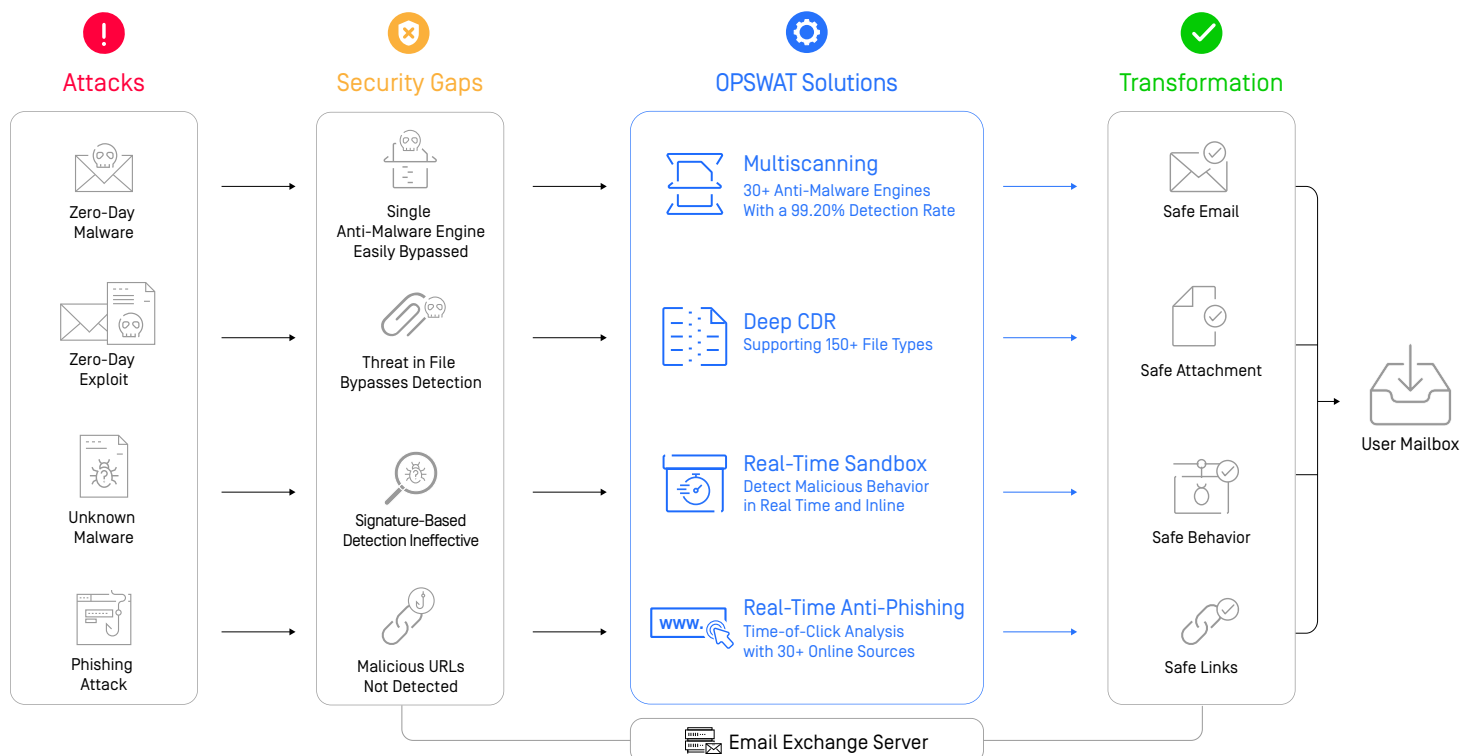 Attacks
Security Gaps
OPSWAT Solutions
Transformation
Zero-Day
Malware
Single
Anti-Malware Engine
Easily Bypassed
Multiscanning
30+ Anti-Malware Engines
With a 99.20% Detection Rate
Safe Email
Zero-Day
Exploit
Threat in File
Bypasses Detection
Deep CDR
Supporting 150+ File Types
Safe Attachment
User Mailbox
Unknown
Malware
Signature-Based
Detection Ineffective
Real-Time Sandbox
Detect Malicious Behavior
in Real Time and Inline
Safe Behavior
Phishing
Attack
Malicious URLs
Not Detected
www.
Real-Time Anti-Phishing
Time-of-Click Analysis
with 30+ Online Sources
Safe Links
Email Exchange Server